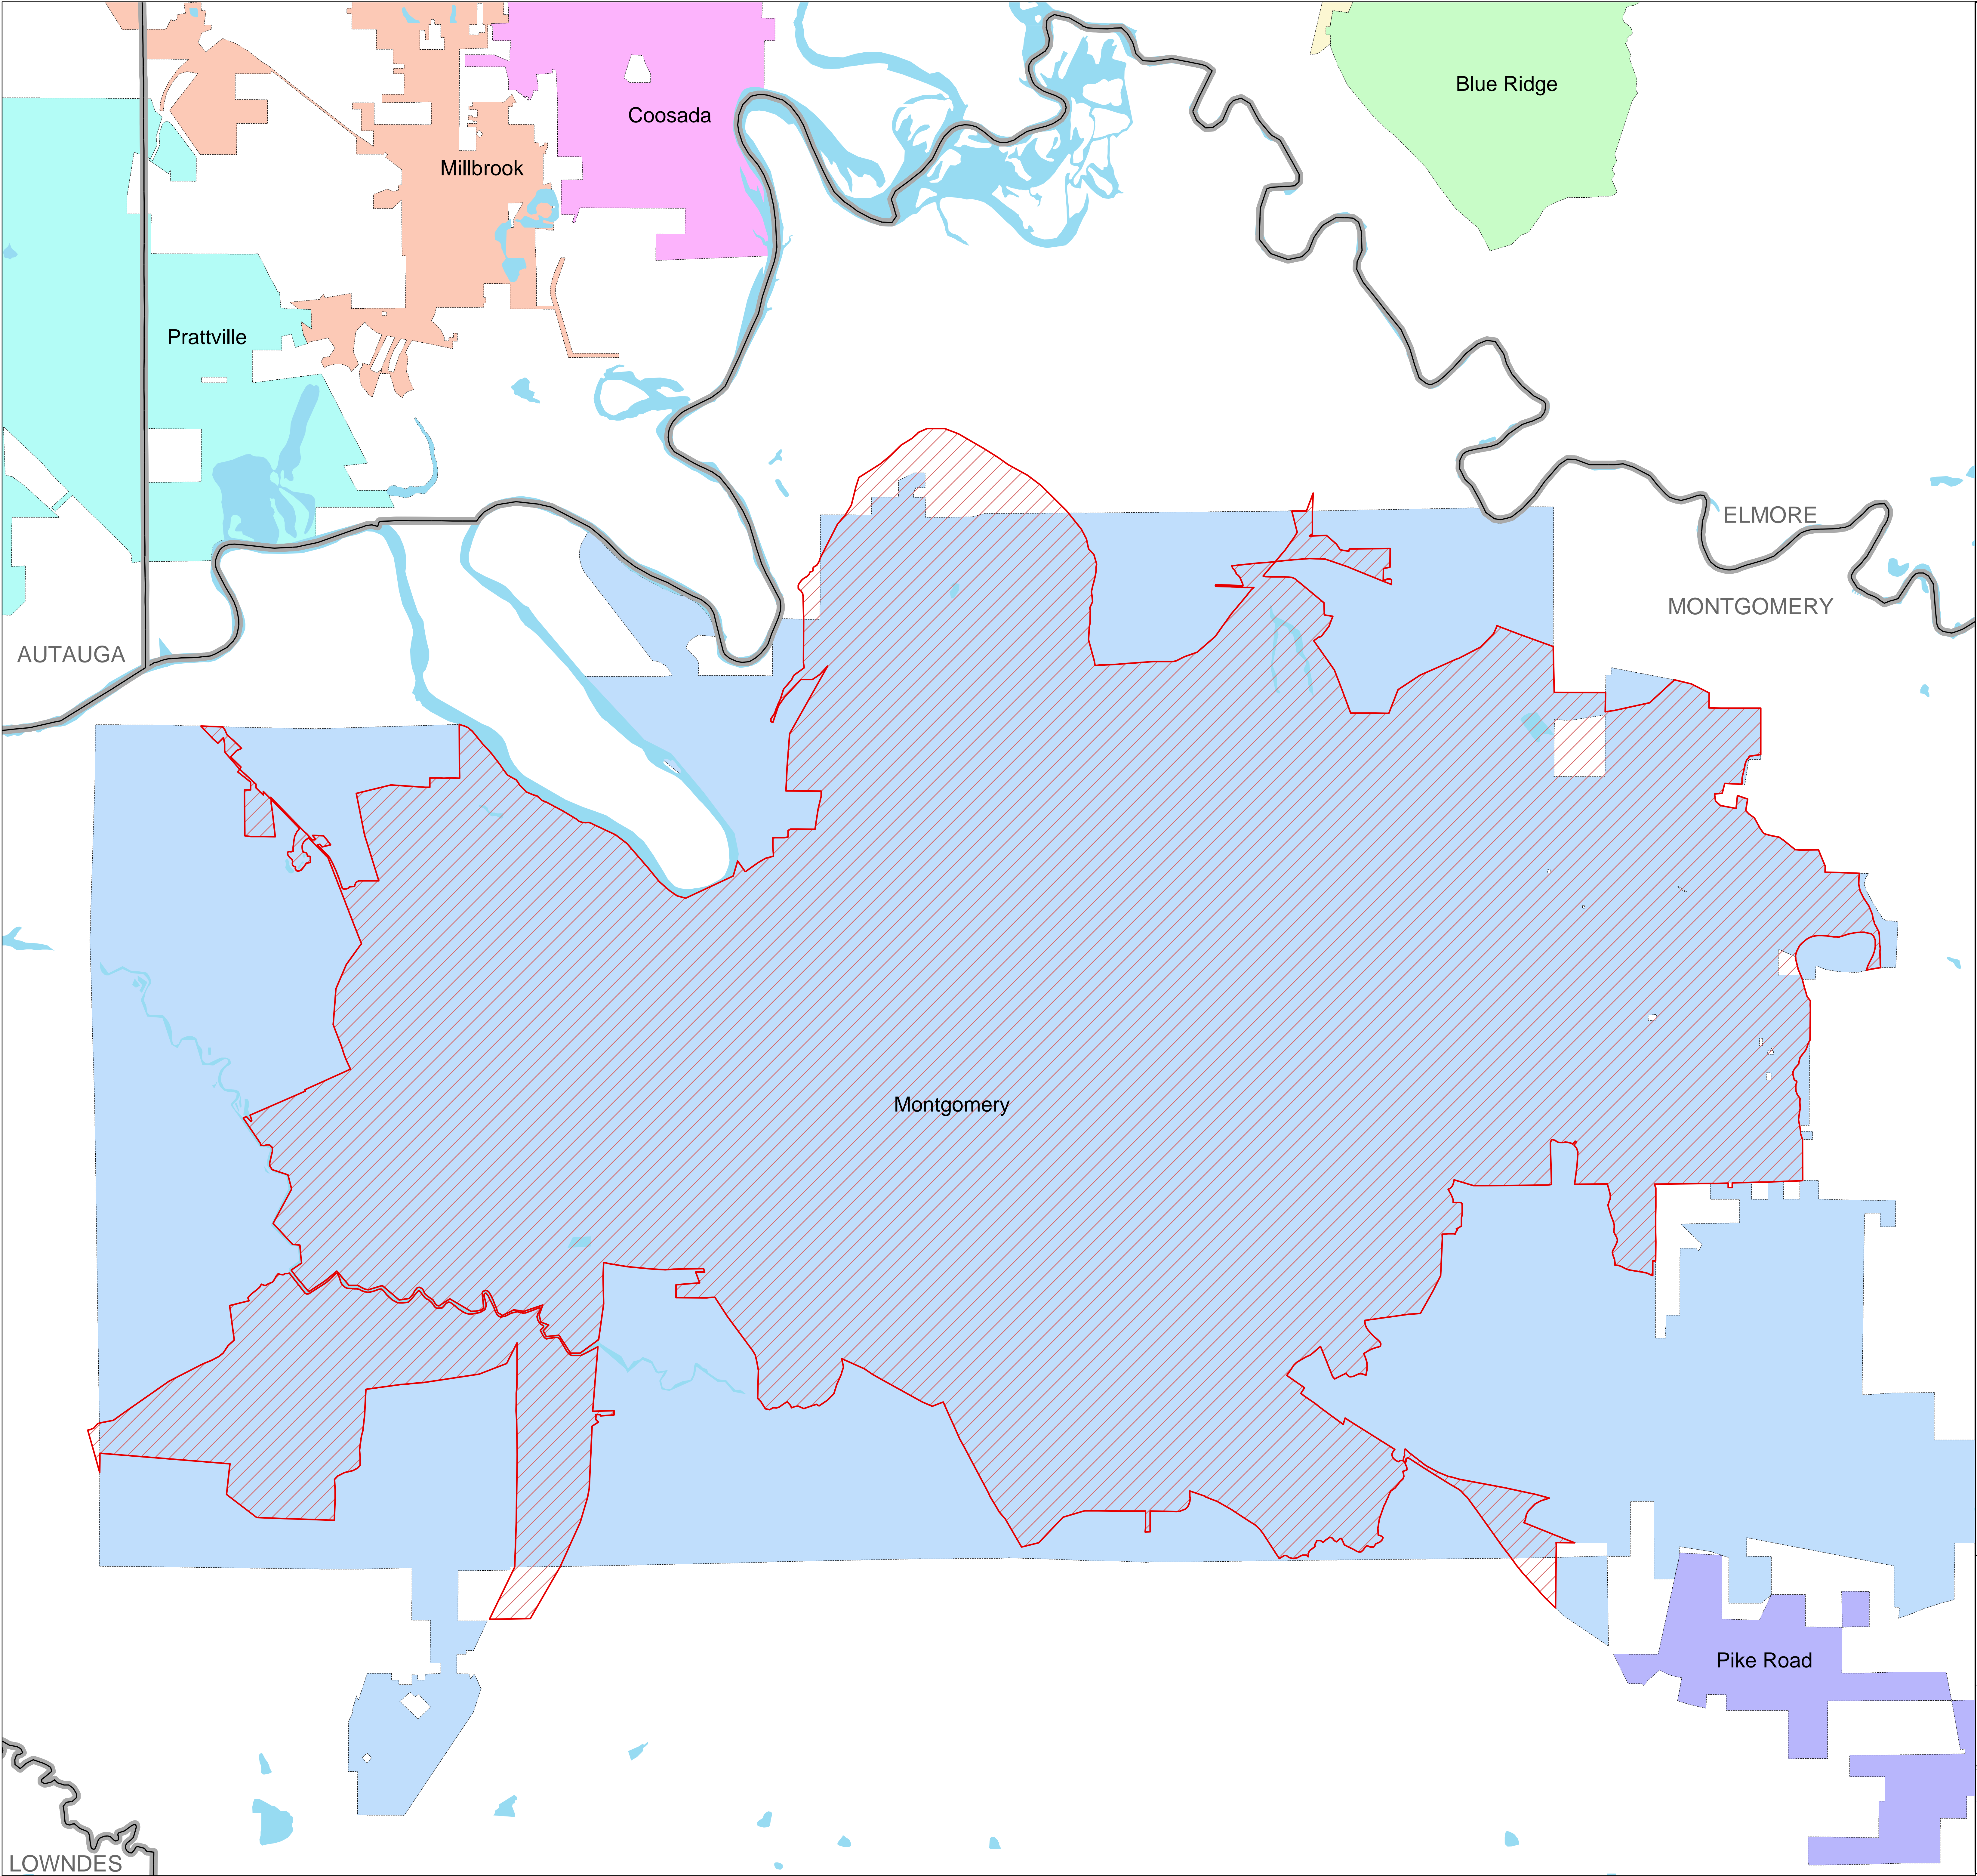 Blue Ridge
Coosada
Millbrook
Prattville
ELMORE
MONTGOMERY
AUTAUGA
Montgomery
Pike Road
LOWNDES